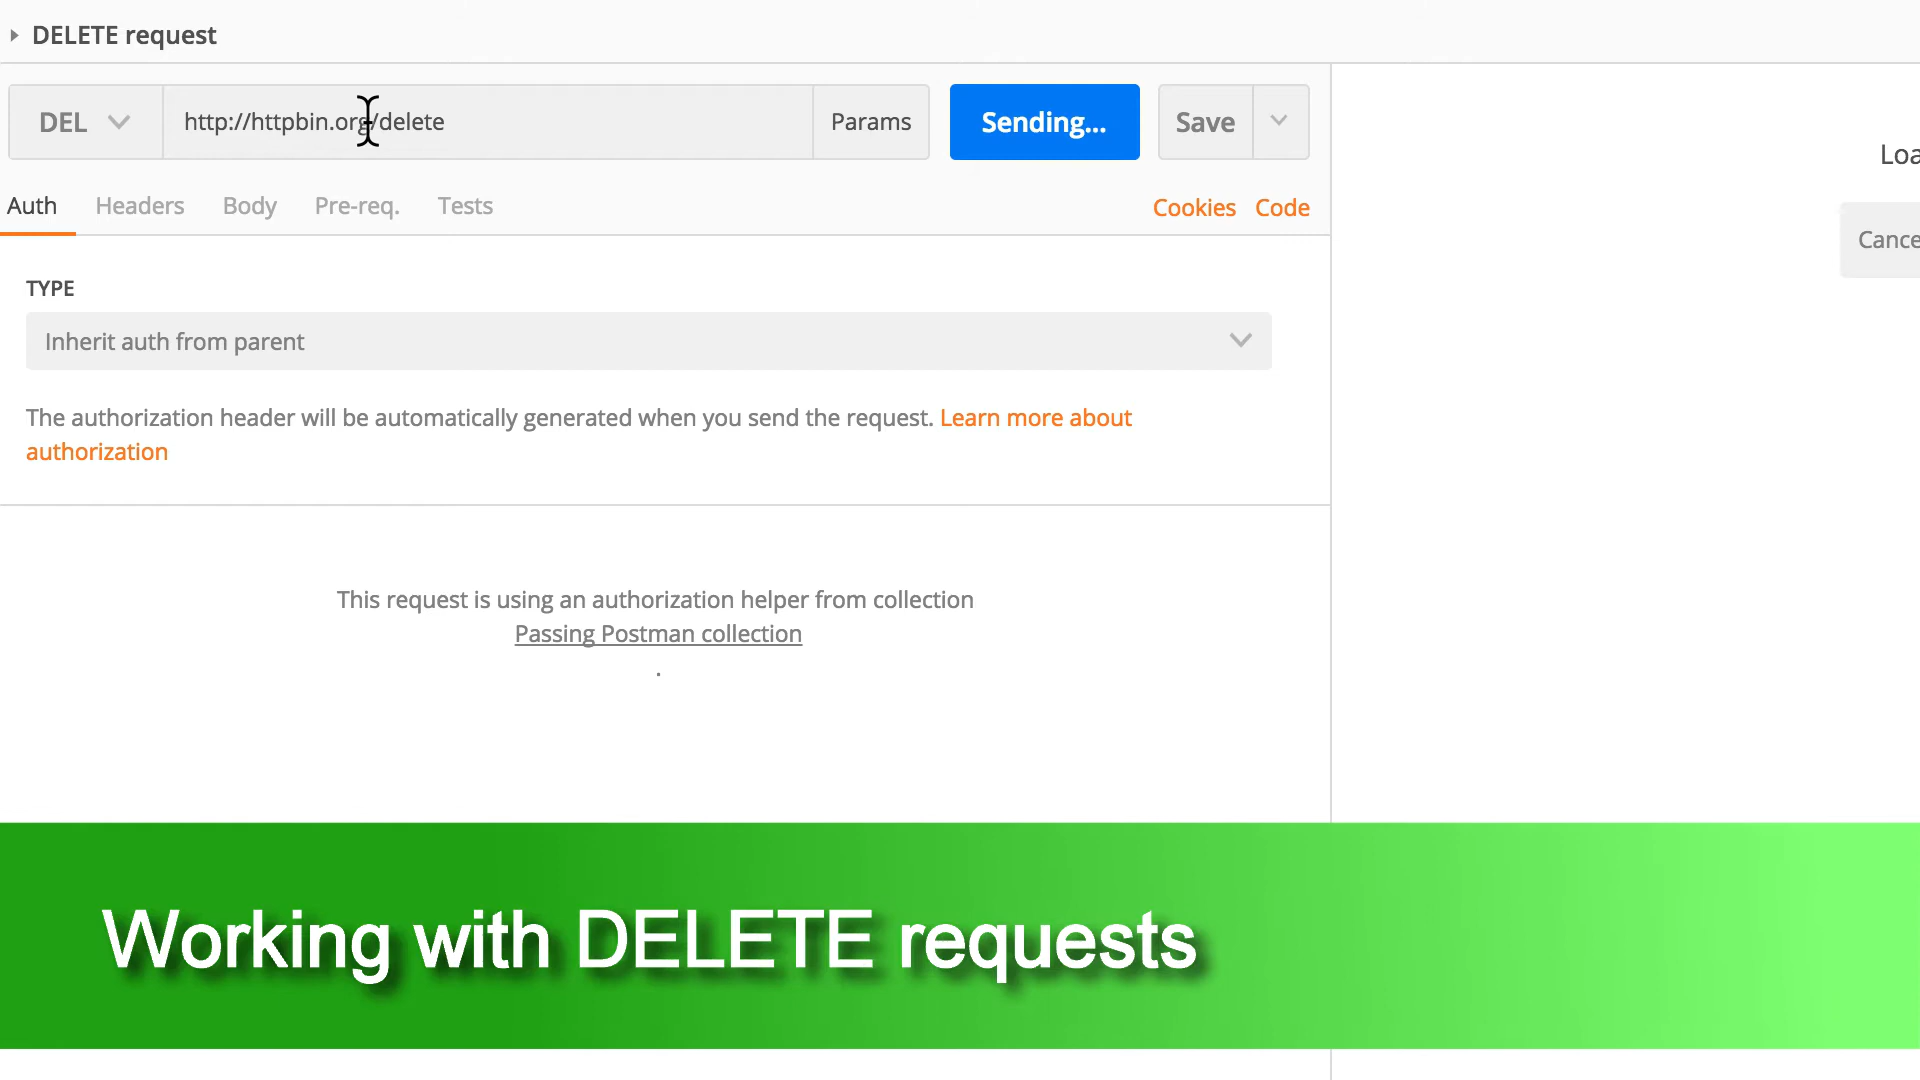 DELETE request
DEL http://httpbin.org/delete Params Sending... Save
Loa
Auth Headers Body Pre-req. Tests Cookies Code
Cance
TYPE
Inherit auth from parent
The authorization header will be automatically generated when you send the request. Learn more about
authorization
This request is using an authorization helper from collection
Passing Postman collection
.
Working with DELETE requests